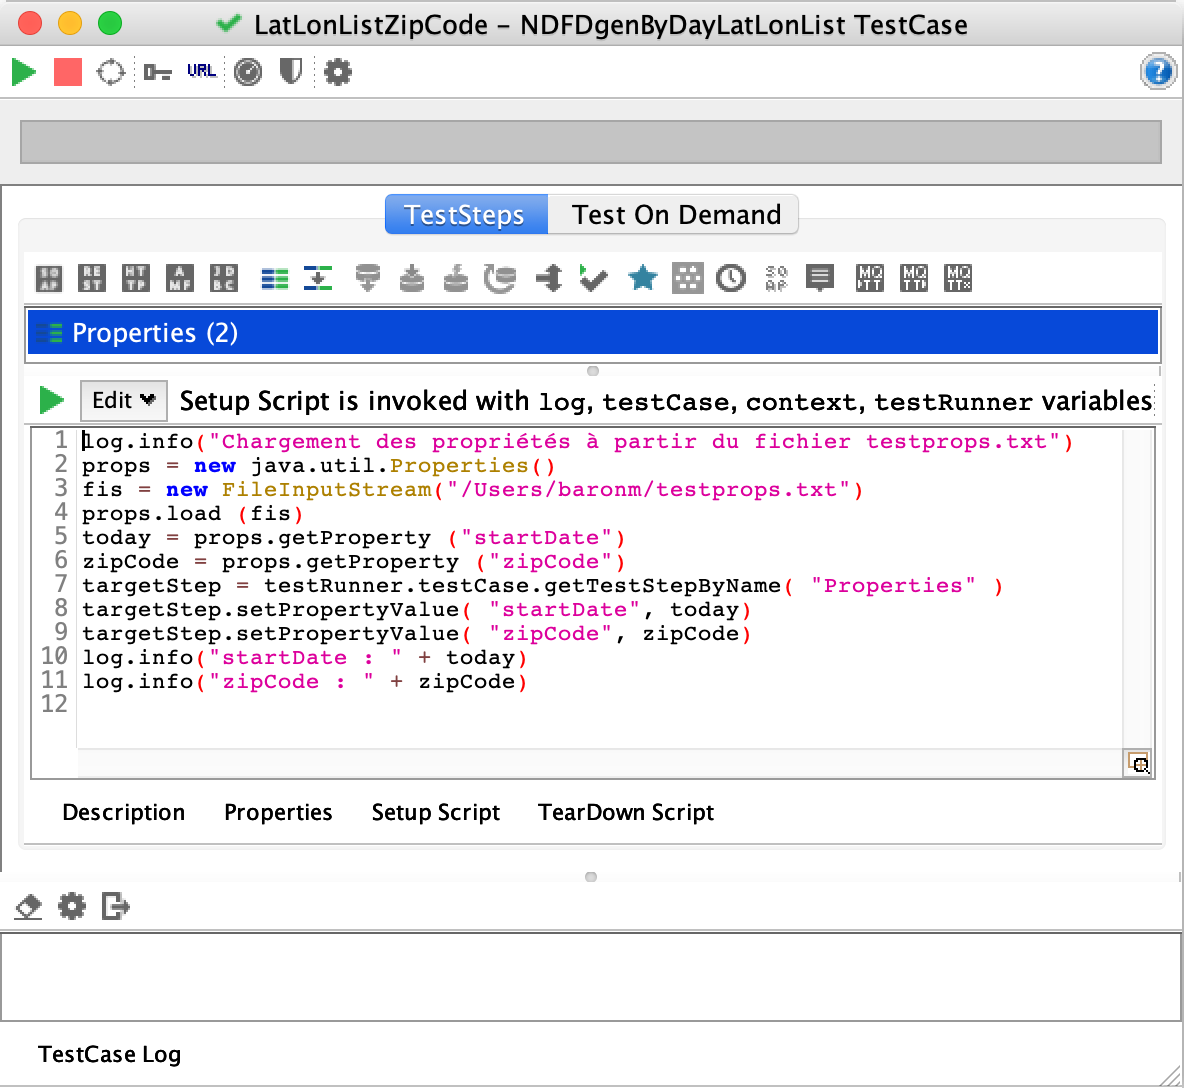 LatLonListZipCode – NDFDgenByDayLatLonList TestCase
URL
?
TestSteps Test On Demand
SO AP RE ST HT TP A MF JD BC SO AP MQ TT MQ TT MQ TTx
Properties (2)
Edit Setup Script is invoked with log, testCase, context, testRunner variables
1 log.info("Chargement des propriétés à partir du fichier testprops.txt")
2 props = new java.util.Properties()
3 fis = new FileInputStream("/Users/baronm/testprops.txt")
4 props.load (fis)
5 today = props.getProperty ("startDate")
6 zipCode = props.getProperty ("zipCode")
7 targetStep = testRunner.testCase.getTestStepByName( "Properties" )
8 targetStep.setPropertyValue( "startDate", today)
9 targetStep.setPropertyValue( "zipCode", zipCode)
10 log.info("startDate : " + today)
11 log.info("zipCode : " + zipCode)
12
Description Properties Setup Script TearDown Script
TestCase Log